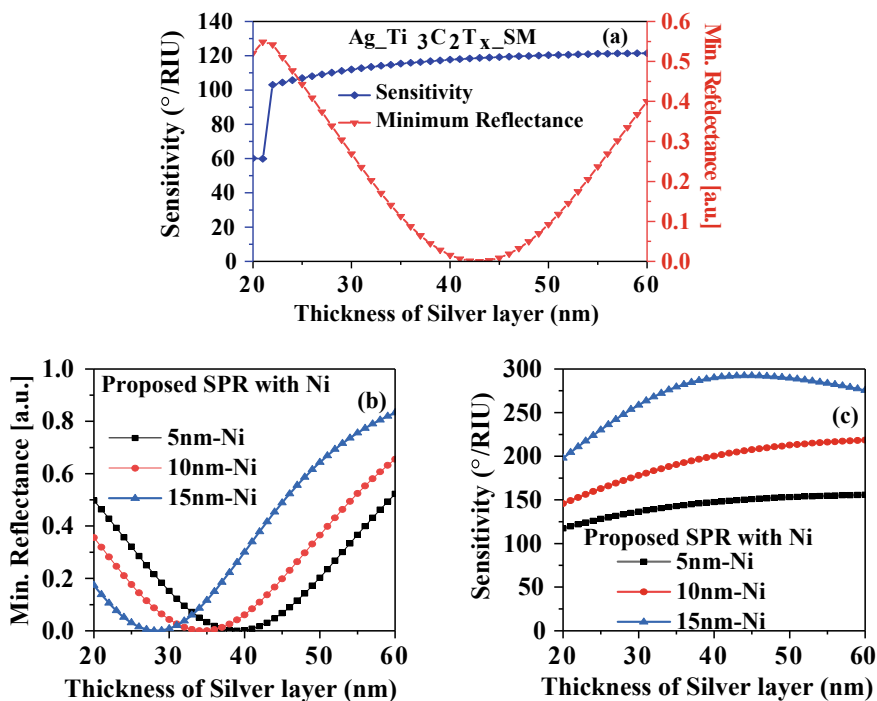 Ag_Ti 3C2Tx_SM (a)
Sensitivity
Minimum Reflectance
Sensitivity (°/RIU)
Min. Refelectance [a.u.]
140
120
100
80
60
40
20
0
0.6
0.5
0.4
0.3
0.2
0.1
0.0
20 30 40 50 60
Thickness of Silver layer (nm)
Proposed SPR with Ni (b)
5nm-Ni
10nm-Ni
15nm-Ni
Min. Reflectance [a.u.]
1.0
0.8
0.6
0.4
0.2
0.0
20 30 40 50 60
Thickness of Silver layer (nm)
(c)
Proposed SPR with Ni
5nm-Ni
10nm-Ni
15nm-Ni
Sensitivity (°/RIU)
300
250
200
150
100
50
0
20 30 40 50 60
Thickness of Silver layer (nm)